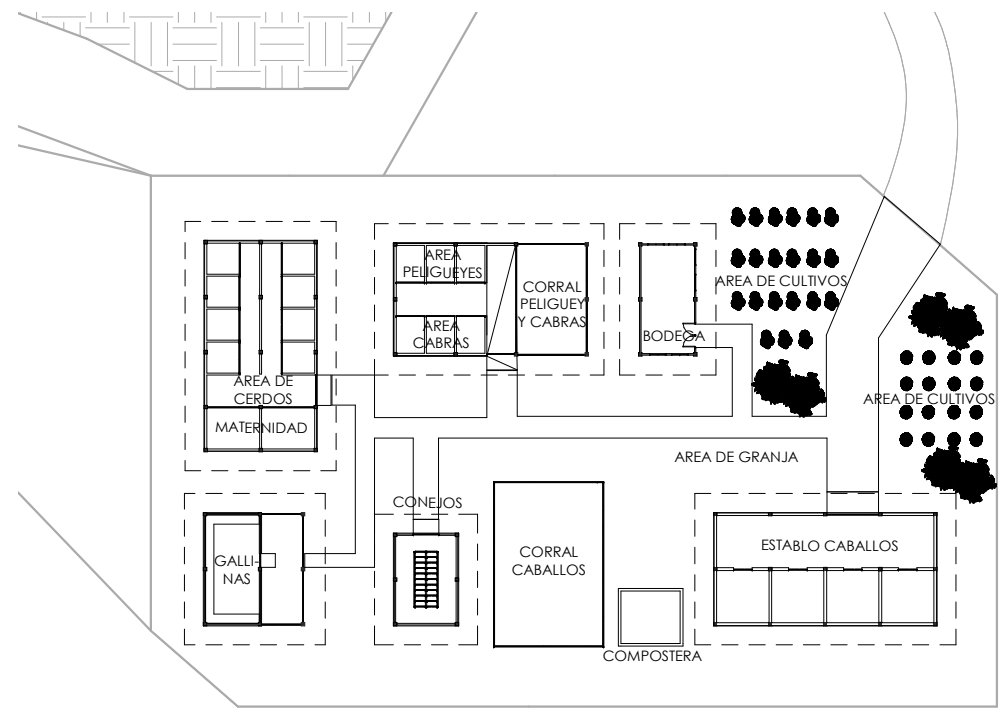 AREA
PELIGUEYES
AREA
CABRAS
CORRAL
PELIGUEY
Y CABRAS
BODEGA
AREA DE CULTIVOS
AREA DE CULTIVOS
AREA DE
CERDOS
MATERNIDAD
AREA DE GRANJA
CONEJOS
GALLI-
NAS
CORRAL
CABALLOS
ESTABLO CABALLOS
COMPOSTERA